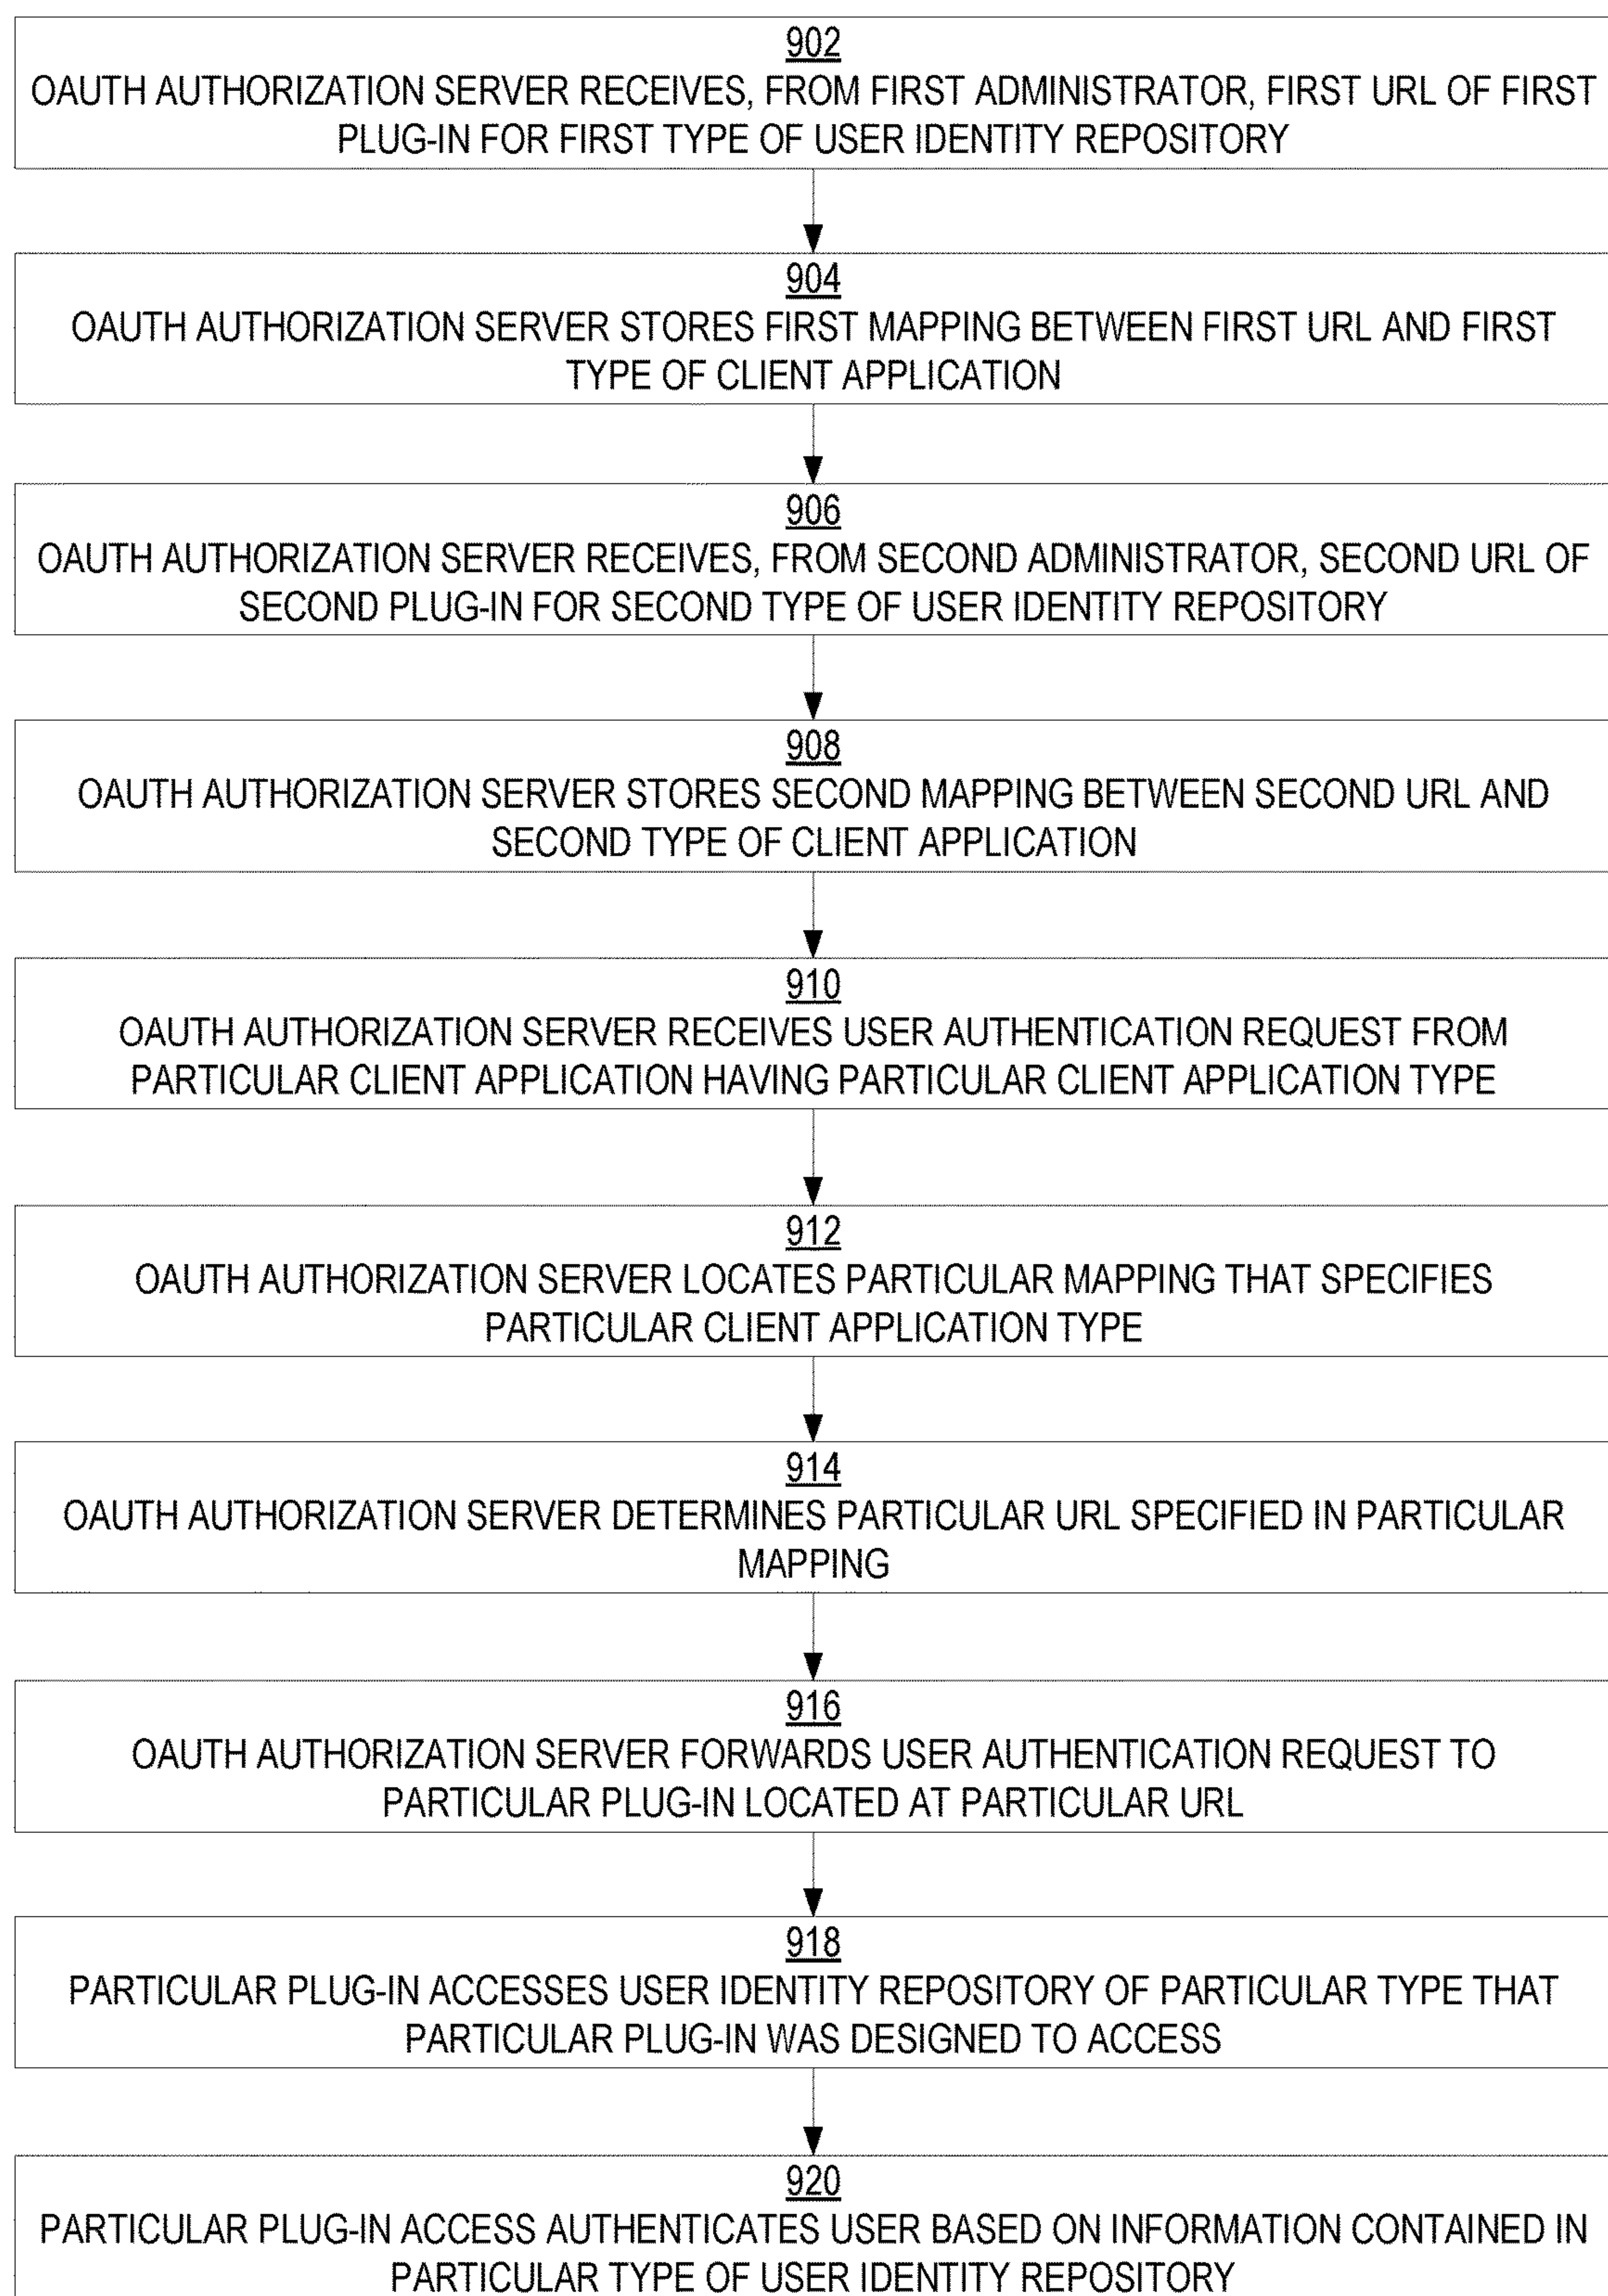 902
OAUTH AUTHORIZATION SERVER RECEIVES, FROM FIRST ADMINISTRATOR, FIRST URL OF FIRST
PLUG-IN FOR FIRST TYPE OF USER IDENTITY REPOSITORY
904
OAUTH AUTHORIZATION SERVER STORES FIRST MAPPING BETWEEN FIRST URL AND FIRST
TYPE OF CLIENT APPLICATION
906
OAUTH AUTHORIZATION SERVER RECEIVES, FROM SECOND ADMINISTRATOR, SECOND URL OF
SECOND PLUG-IN FOR SECOND TYPE OF USER IDENTITY REPOSITORY
908
OAUTH AUTHORIZATION SERVER STORES SECOND MAPPING BETWEEN SECOND URL AND
SECOND TYPE OF CLIENT APPLICATION
910
OAUTH AUTHORIZATION SERVER RECEIVES USER AUTHENTICATION REQUEST FROM
PARTICULAR CLIENT APPLICATION HAVING PARTICULAR CLIENT APPLICATION TYPE
912
OAUTH AUTHORIZATION SERVER LOCATES PARTICULAR MAPPING THAT SPECIFIES
PARTICULAR CLIENT APPLICATION TYPE
914
OAUTH AUTHORIZATION SERVER DETERMINES PARTICULAR URL SPECIFIED IN PARTICULAR
MAPPING
916
OAUTH AUTHORIZATION SERVER FORWARDS USER AUTHENTICATION REQUEST TO
PARTICULAR PLUG-IN LOCATED AT PARTICULAR URL
918
PARTICULAR PLUG-IN ACCESSES USER IDENTITY REPOSITORY OF PARTICULAR TYPE THAT
PARTICULAR PLUG-IN WAS DESIGNED TO ACCESS
920
PARTICULAR PLUG-IN ACCESS AUTHENTICATES USER BASED ON INFORMATION CONTAINED IN
PARTICULAR TYPE OF USER IDENTITY REPOSITORY